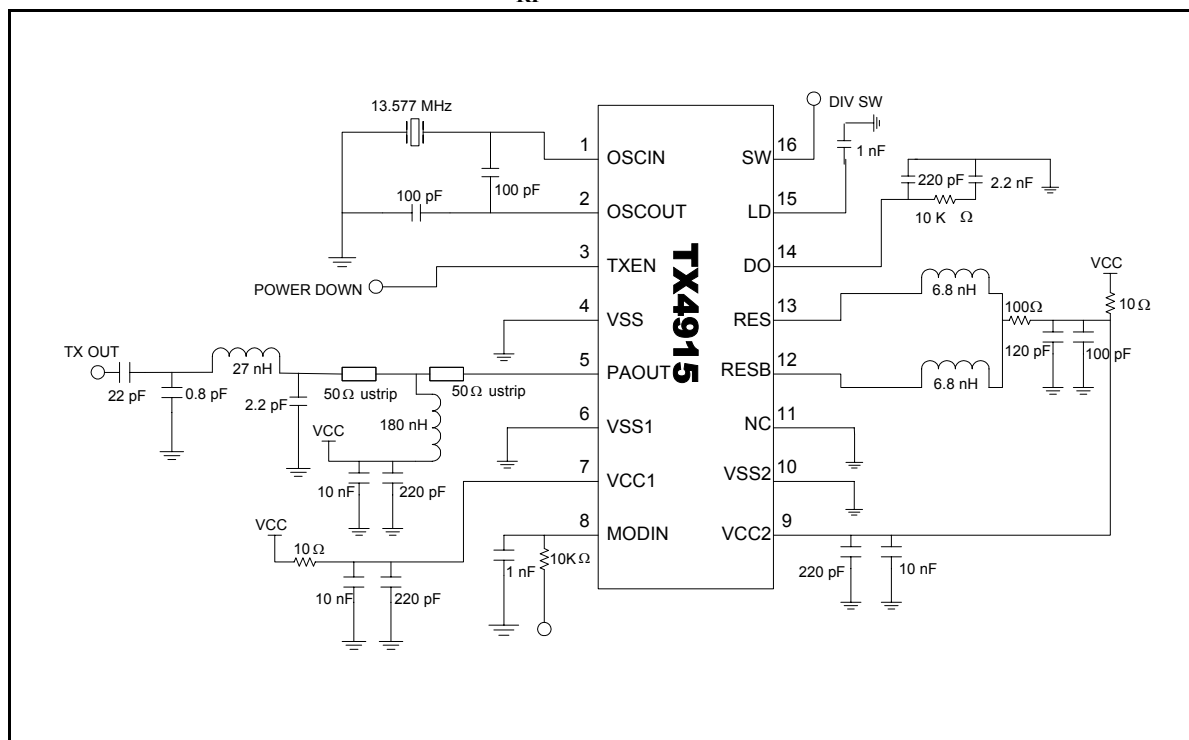 13.577 MHz
100 pF
100 pF
POWER DOWN
TX OUT
22 pF
0.8 pF
27 nH
2.2 pF
50Ω ustrip
50Ω ustrip
180 nH
VCC
10 nF
220 pF
VCC
10Ω
10 nF
220 pF
1 nF
10KΩ
1
OSCIN
2
OSCOUT
3
TXEN
4
VSS
5
PAOUT
6
VSS1
7
VCC1
8
MODIN
TX4915
DIV SW
16
SW
15
LD
14
DO
13
RES
12
RESB
11
NC
10
VSS2
9
VCC2
1 nF
220 pF
2.2 nF
10 K Ω
6.8 nH
6.8 nH
100Ω
VCC
10Ω
120 pF
100 pF
220 pF
10 nF